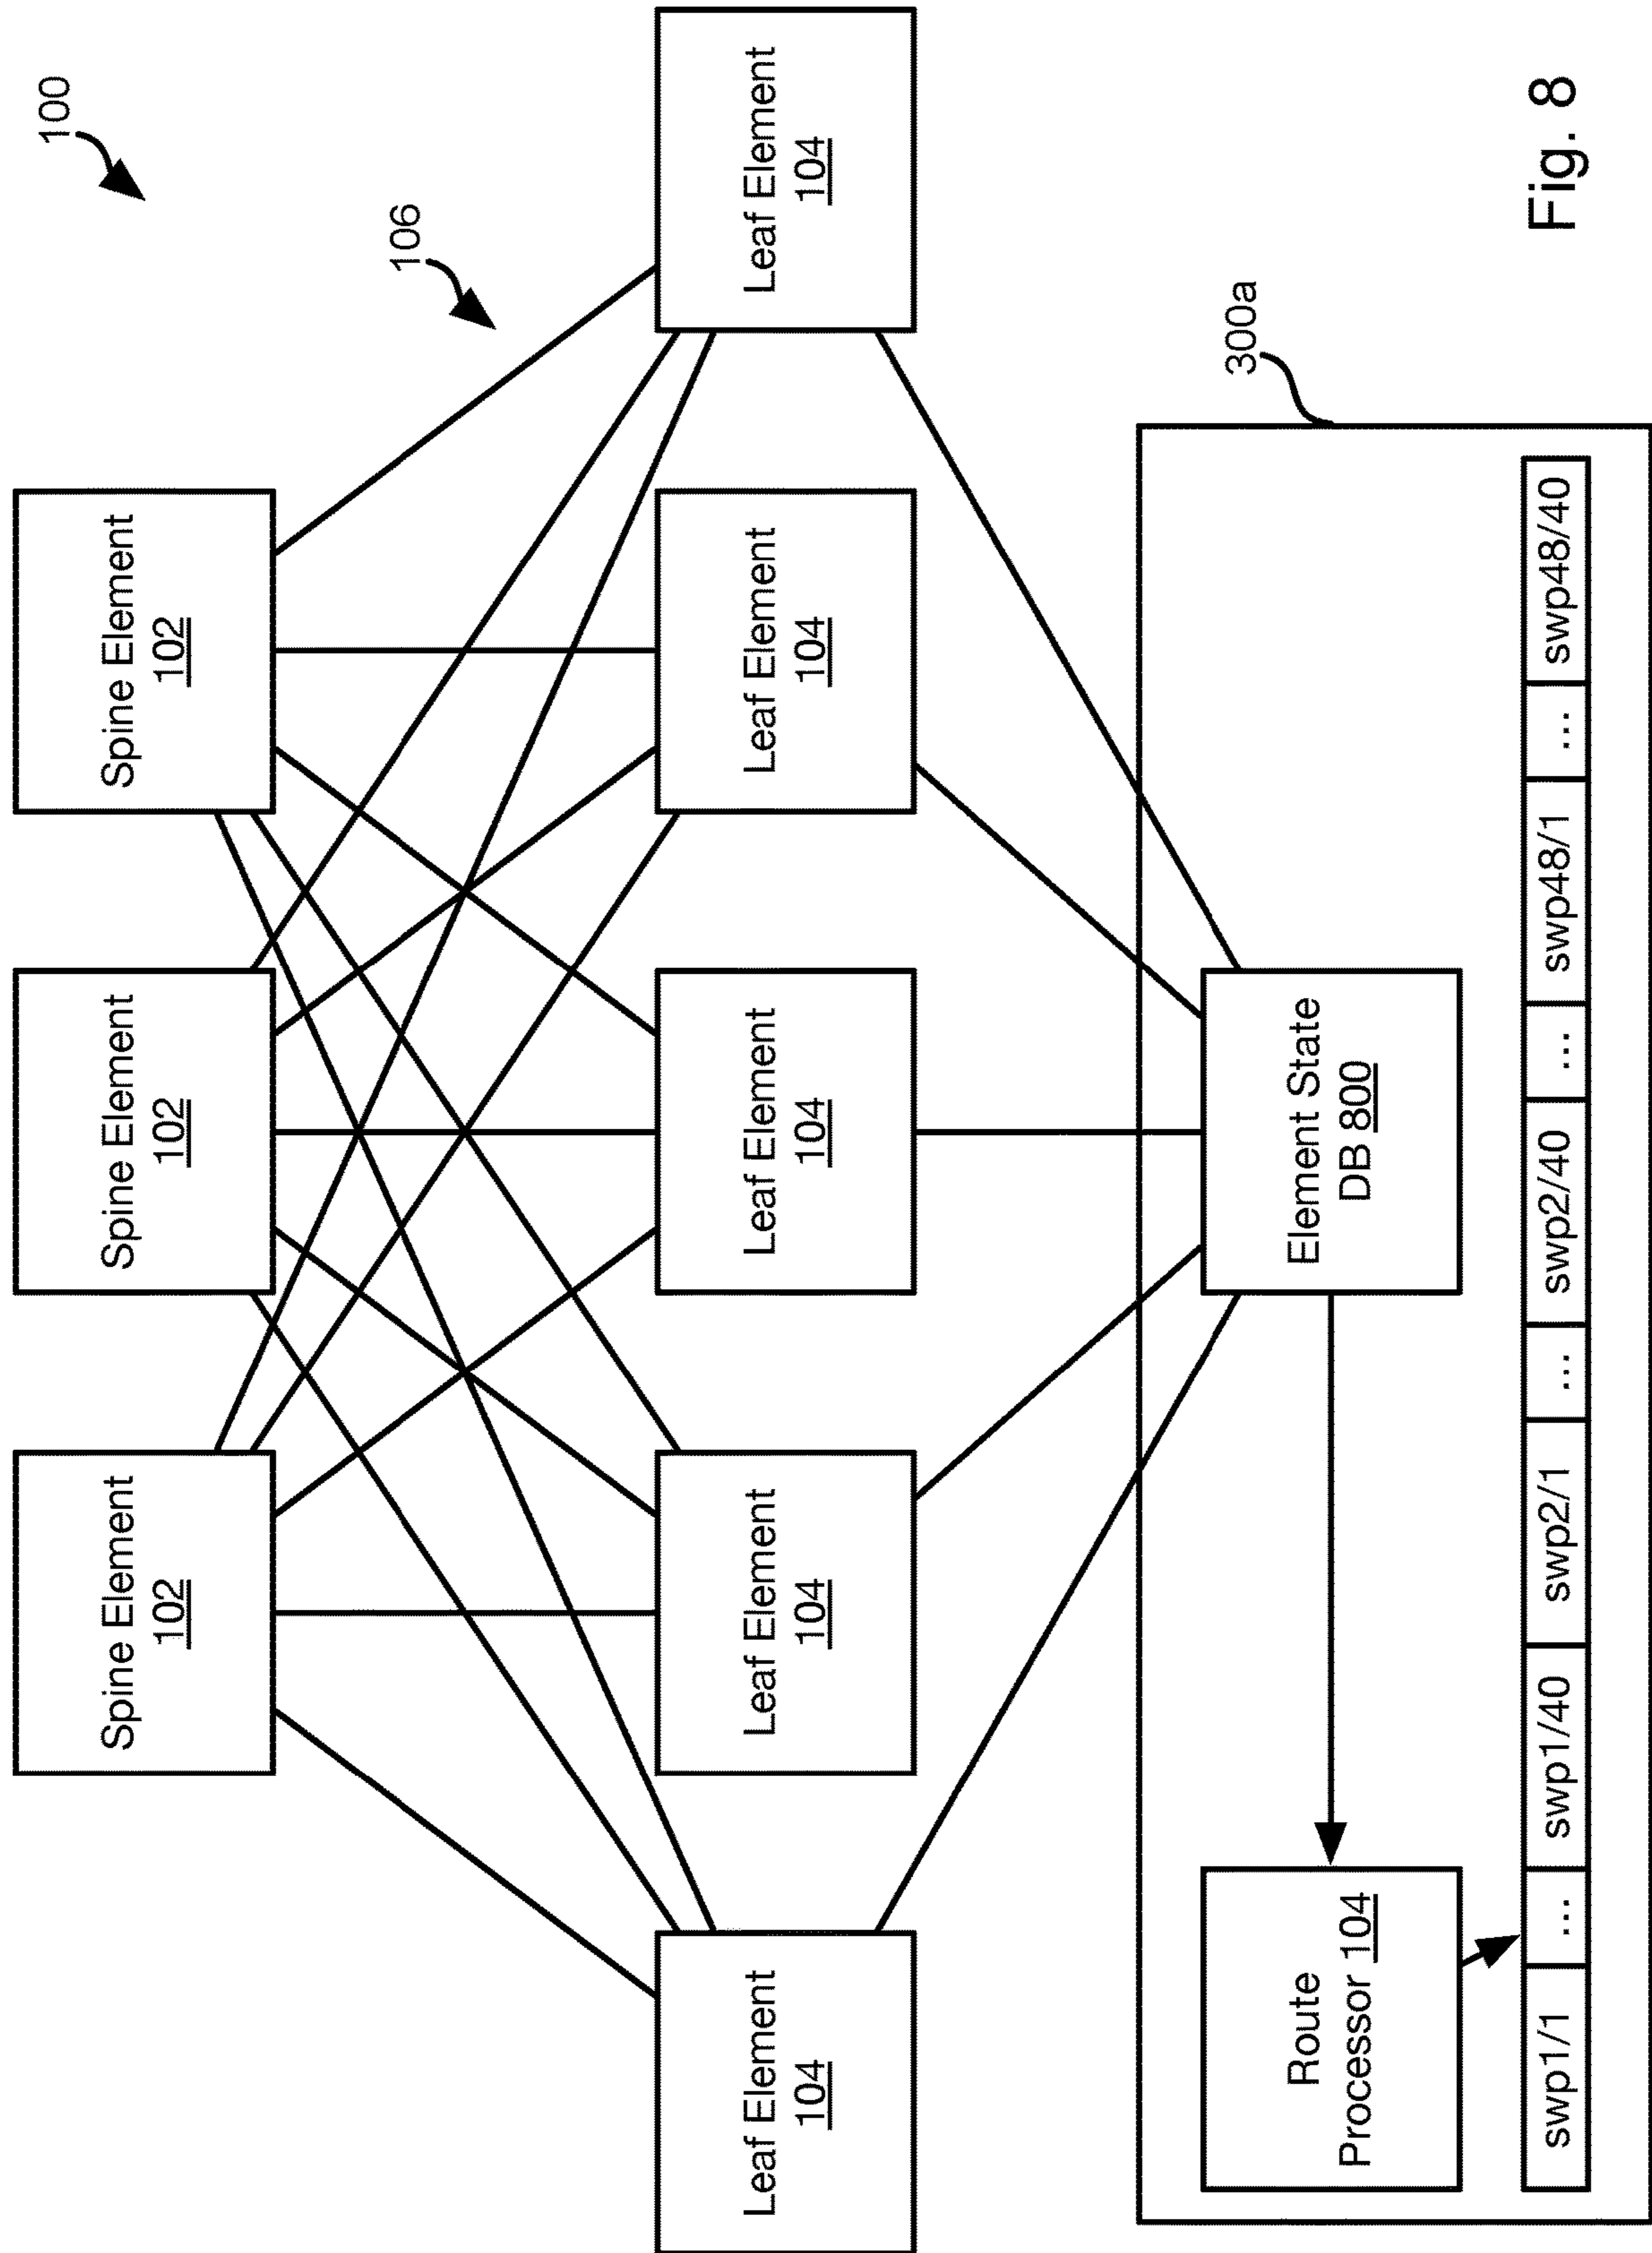 100
Spine Element
102
Spine Element
102
Spine Element
102
106
Leaf Element
104
Leaf Element
104
Leaf Element
104
Leaf Element
104
Leaf Element
104
300a
Route
Processor 104
Element State
DB 800
swp1/1 ... swp1/40 swp2/1 ... swp2/40 ... swp48/1 ... swp48/40
Fig. 8